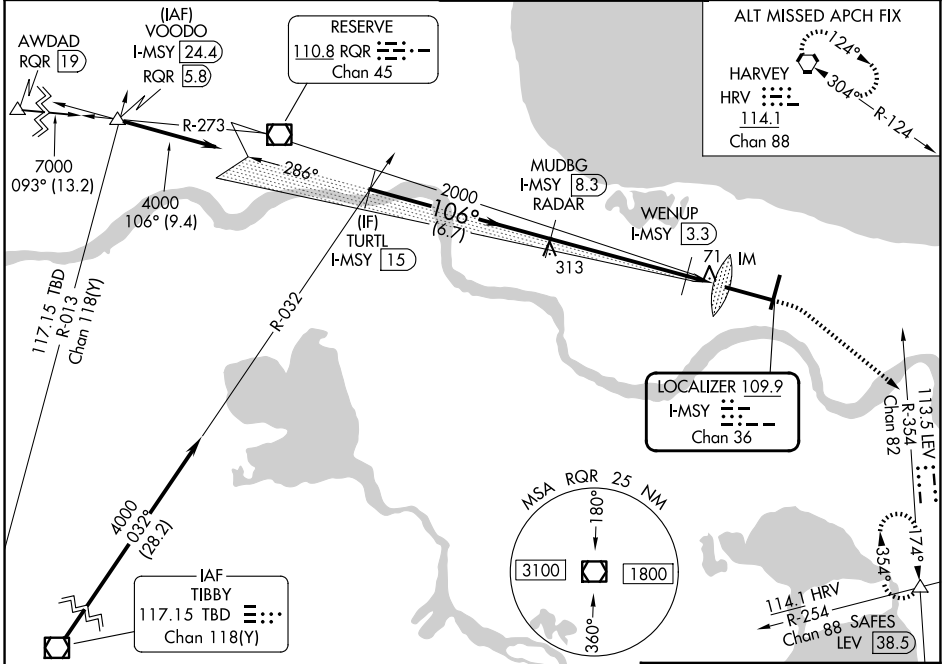 (IAF)
VOODO
I-MSY 24.4
RQR 5.8
AWDAD
RQR 19
RESERVE
110.8 RQR
Chan 45
ALT MISSED APCH FIX
124°
304°
R-124
HARVEY
HRV
114.1
Chan 88
R-273
7000
093° (13.2)
4000
106° (9.4)
286°
2000
106°
(6.7)
(IF)
TURTL
I-MSY 15
MUDBG
I-MSY 8.3
RADAR
313
WENUP
I-MSY 3.3
71
IM
117.15 TBD
R-013
Chan 118(Y)
R-032
LOCALIZER 109.9
I-MSY
Chan 36
113.5 LEV
R-354
Chan 82
4000
032°
(28.2)
MSA RQR 25 NM
180°
3100
1800
360°
174°
354°
114.1 HRV
R-254
Chan 88
SAFES
LEV 38.5
IAF
TIBBY
117.15 TBD
Chan 118(Y)